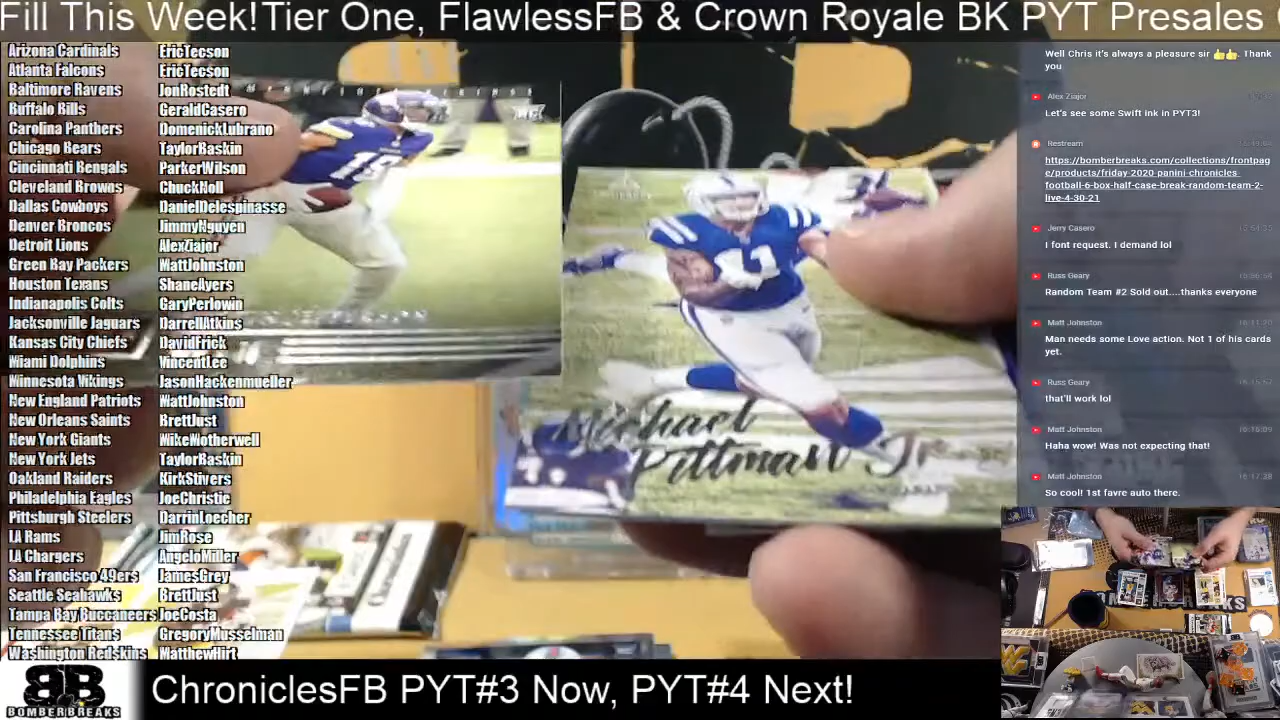 Fill This Week!Tier One, FlawlessFB & Crown Royale BK PYT Presales
Arizona Cardinals EricTecson
Atlanta Falcons EricTecson
Baltimore Ravens JonRostedt
Buffalo Bills GeraldCasero
Carolina Panthers DomenickLubrano
Chicago Bears TaylorRaskin
Cincinnati Bengals ParkerWilson
Cleveland Browns ChuckNoll
Dallas Cowboys DanielDelespinasse
Denver Broncos JimmyNguyen
Detroit Lions AlexZiajor
Green Bay Packers MattJohnston
Houston Texans ShaneAyers
Indianapolis Colts GaryPerlowin
Jacksonville Jaguars DarrellAtkins
Kansas City Chiefs DavidFrick
Miami Dolphins VincentLee
Minnesota Vikings JasonHackenmueller
New England Patriots MattJohnston
New Orleans Saints BrettJust
New York Giants MikeWotherwell
New York Jets TaylorRaskin
Oakland Raiders KirkStivers
Philadelphia Eagles JoeChristie
Pittsburgh Steelers DarrinLoecher
LA Rams JimRose
LA Chargers AngeloMiller
San Francisco 49ers JamesGrey
Seattle Seahawks BrettJust
Tampa Bay Buccaneers JoeCosta
Tennessee Titans GregoryMusselman
Washington Redskins MatthewHirt
MINNESOTA VIKINGS
Michael
Pittman Jr.
Well Chris it's always a pleasure sir 👍👍. Thank
you
Alex Ziajor
Let's see some Swift ink in PYT3!
Restream
https://bomberbreaks.com/collections/frontpag
e/products/friday-2020-panini-chronicles-
football-6-box-half-case-break-random-team-2-
live-4-30-21
Jerry Casero
I font request. I demand lol
Russ Geary
Random Team #2 Sold out....thanks everyone
Matt Johnston
Man needs some Love action. Not 1 of his cards
yet.
Russ Geary
that'll work lol
Matt Johnston
Haha wow! Was not expecting that!
Matt Johnston
So cool! 1st favre auto there.
BB
BOMBERBREAKS
ChroniclesFB PYT#3 Now, PYT#4 Next!